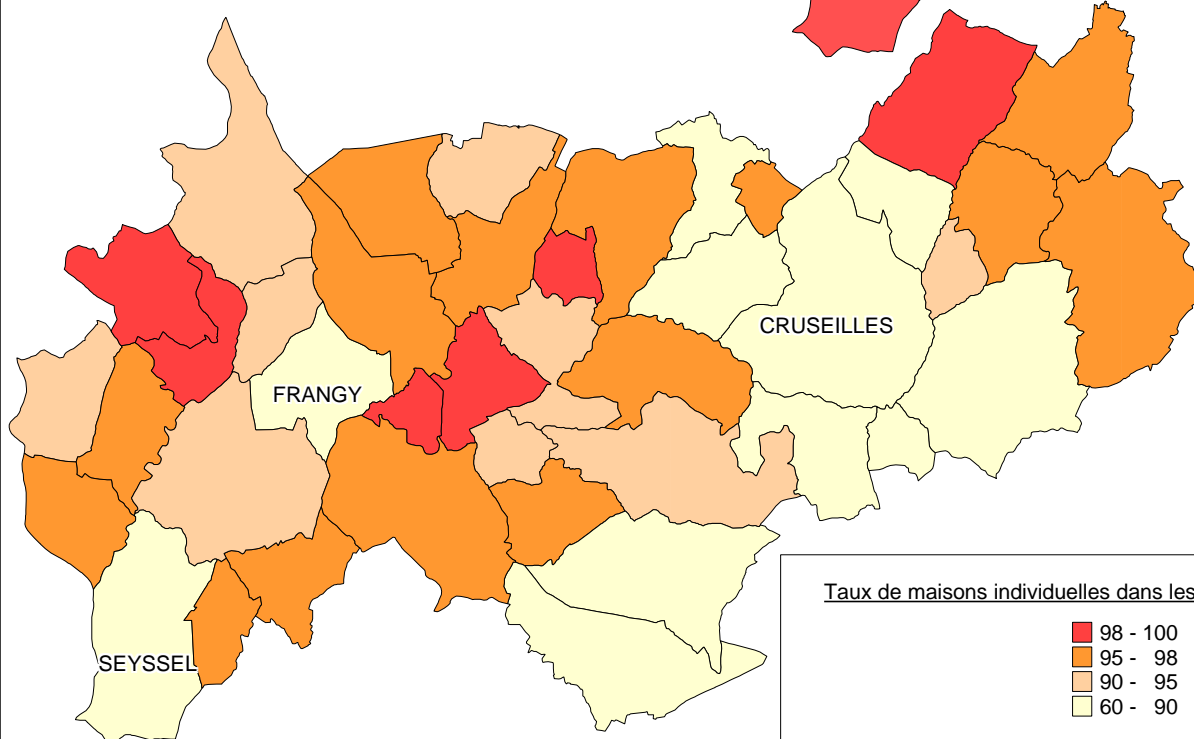 CRUSEILLES
FRANGY
SEYSSEL
Taux de maisons individuelles dans les
98 - 100
95 - 98
90 - 95
60 - 90